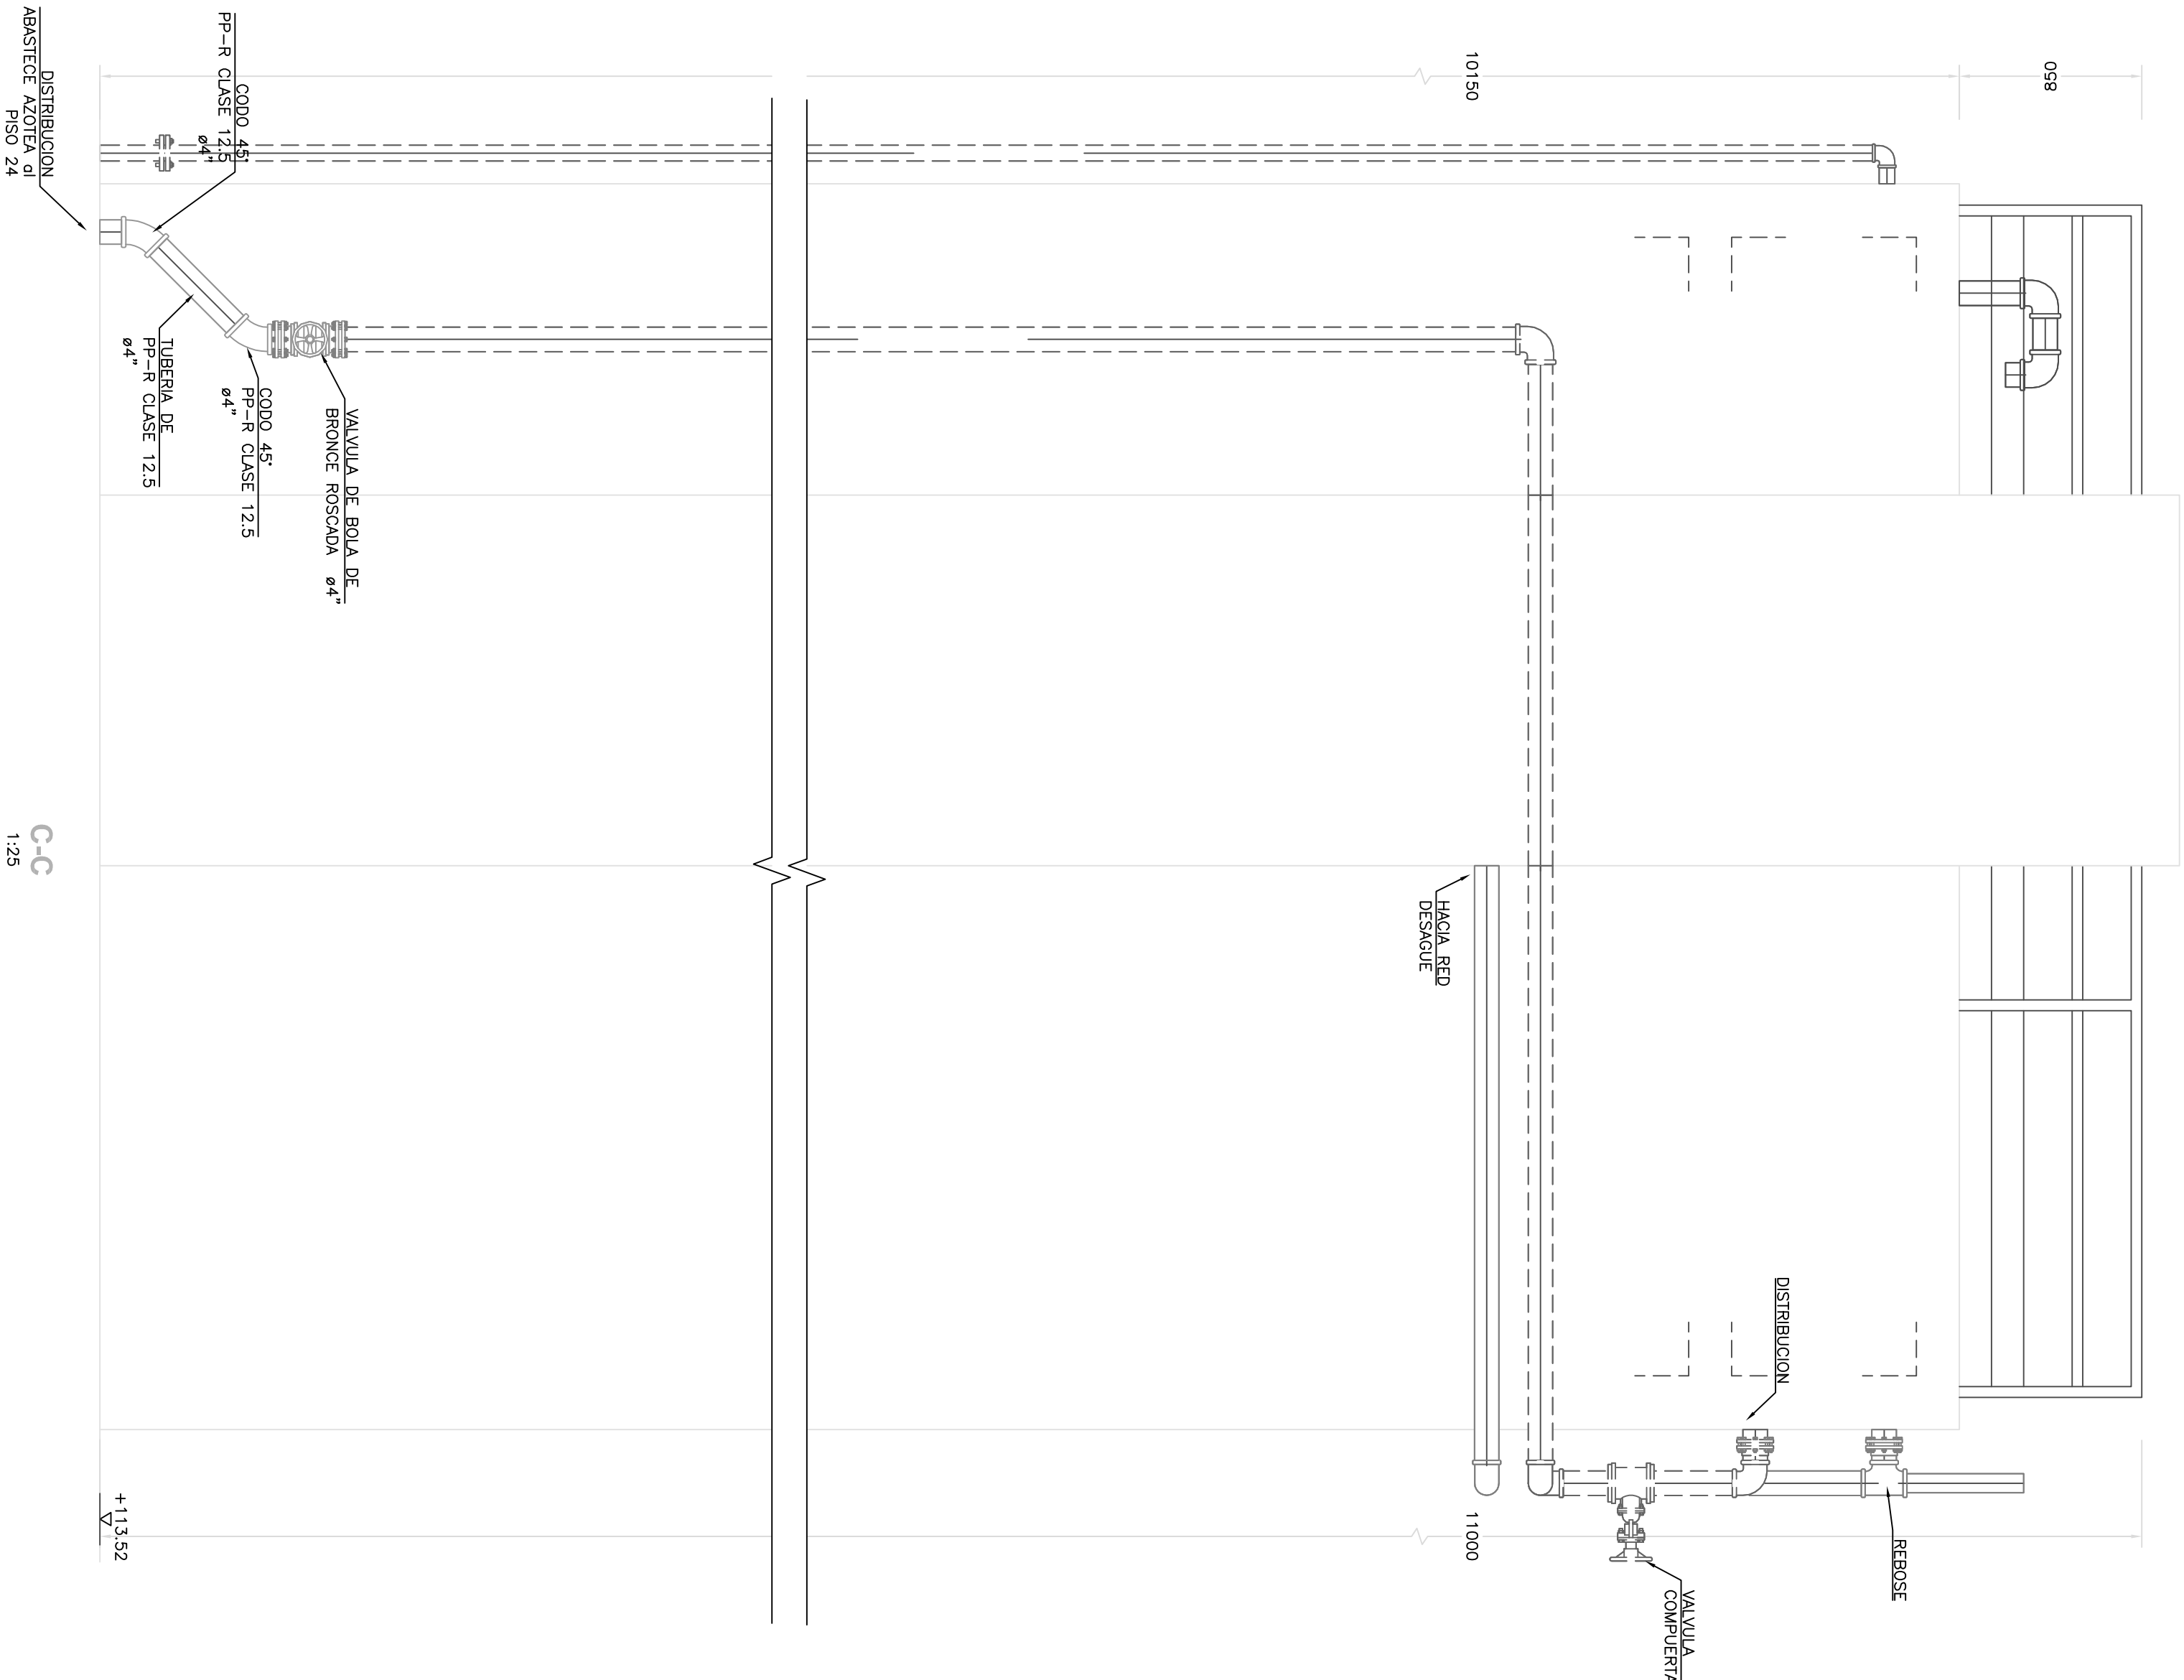 850
REBOSE
DISTRIBUCION
VALVULA
COMPUERTA
10150
11000
HACIA RED
DESAGUE
VALVULA DE BOLA DE
BRONCE ROSCADA ø4"
CODO 45°
PP-R CLASE 12.5
ø4"
CODO 45°
PP-R CLASE 12.5
ø4"
TUBERIA DE
PP-R CLASE 12.5
ø4"
+113.52
DISTRIBUCION
ABASTECE AZOTEA al
PISO 24
C-C
1:25